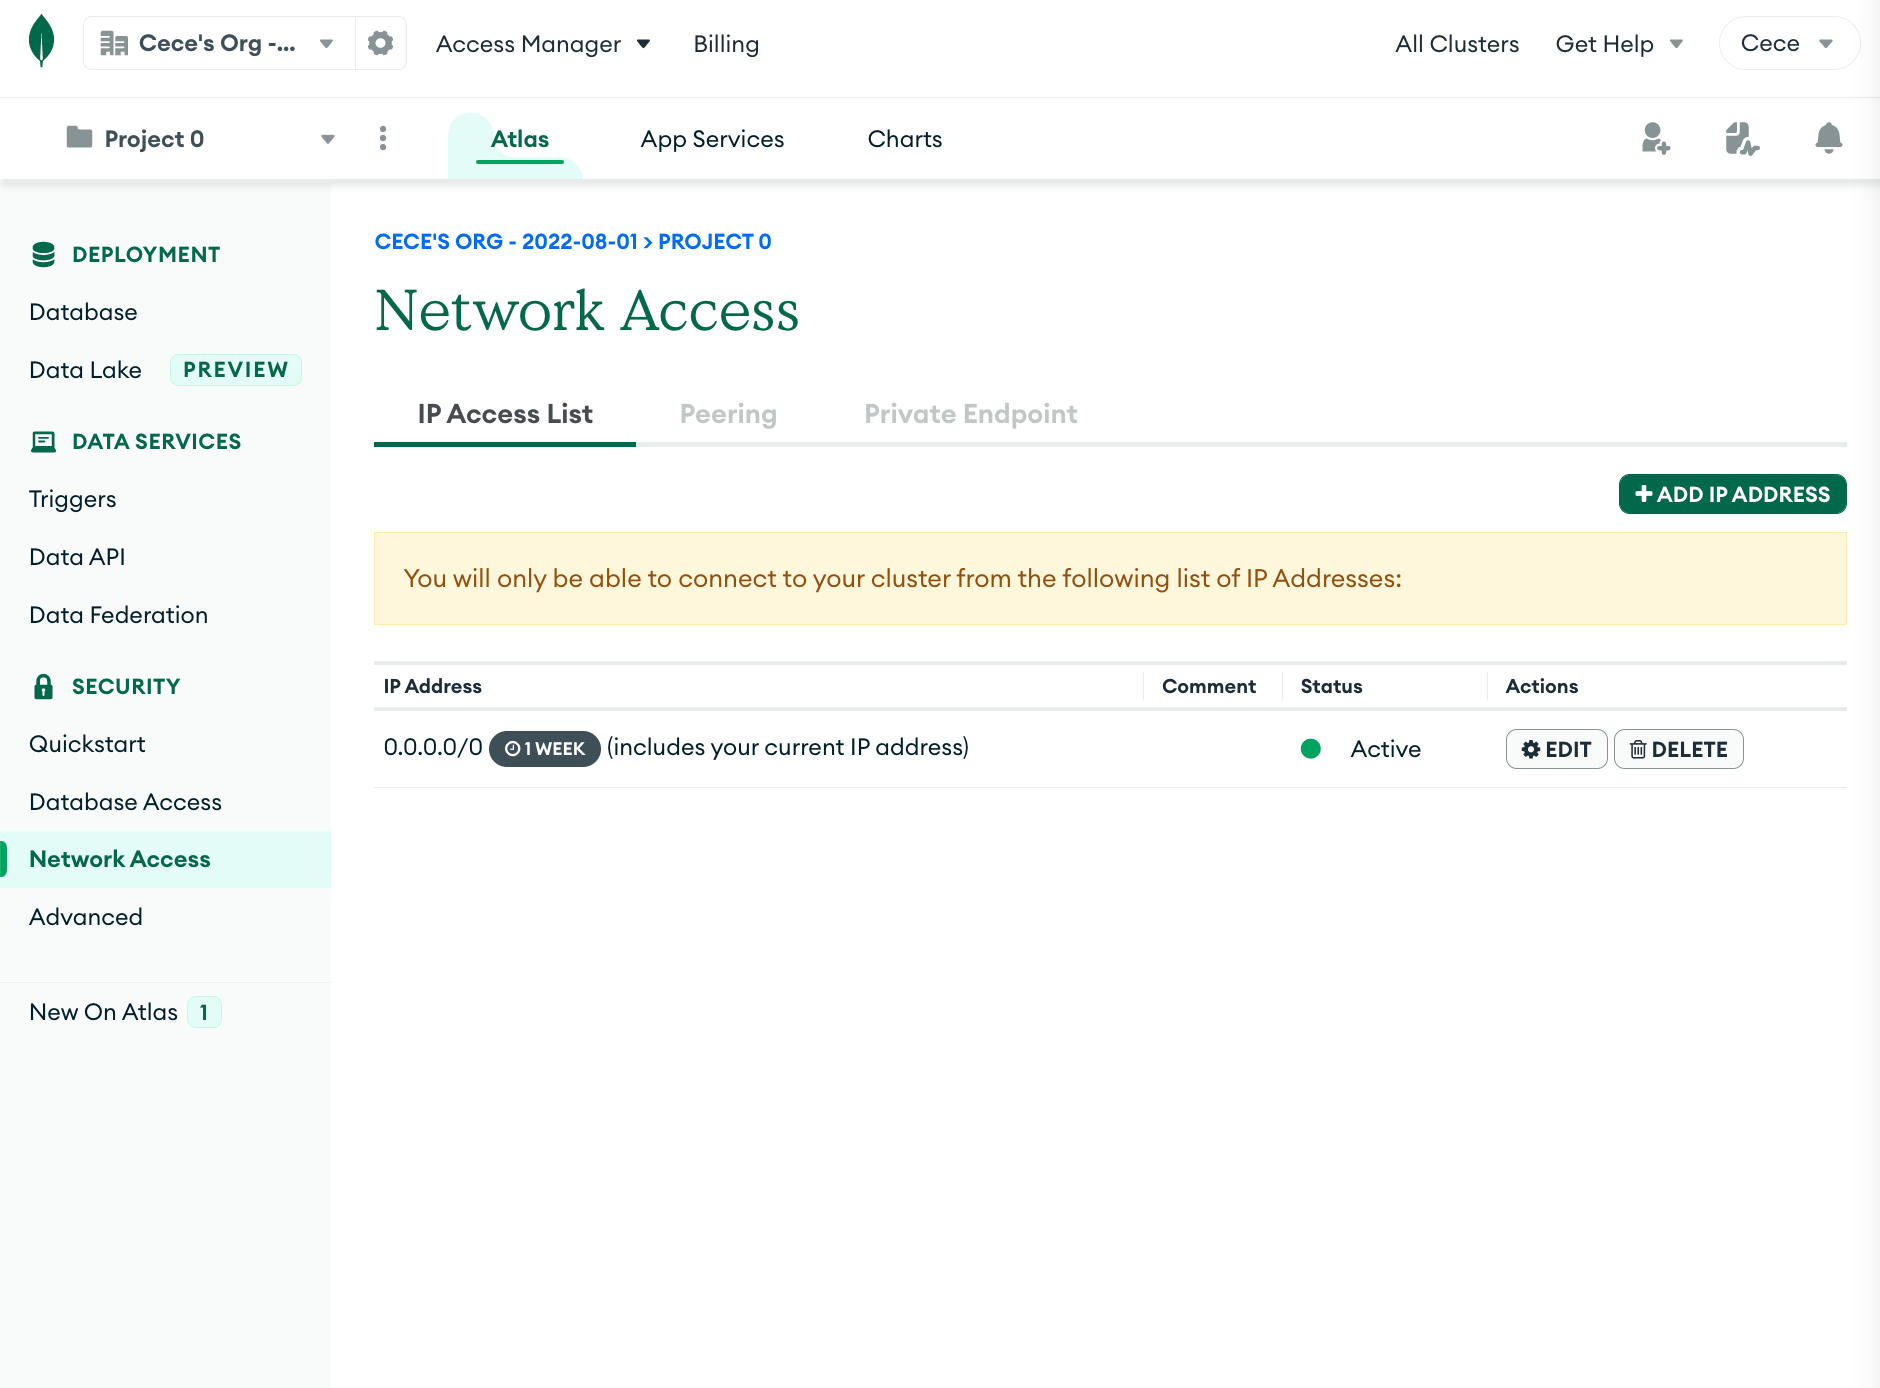 Cece's Org -...
Access Manager
Billing
All Clusters
Get Help
Cece
Project 0
Atlas
App Services
Charts
DEPLOYMENT
Database
Data Lake PREVIEW
DATA SERVICES
Triggers
Data API
Data Federation
SECURITY
Quickstart
Database Access
Network Access
Advanced
New On Atlas 1
CECE'S ORG - 2022-08-01 > PROJECT 0
Network Access
IP Access List
Peering
Private Endpoint
+ ADD IP ADDRESS
You will only be able to connect to your cluster from the following list of IP Addresses:
IP Address
Comment
Status
Actions
0.0.0.0/0 1 WEEK (includes your current IP address)
Active
EDIT
DELETE